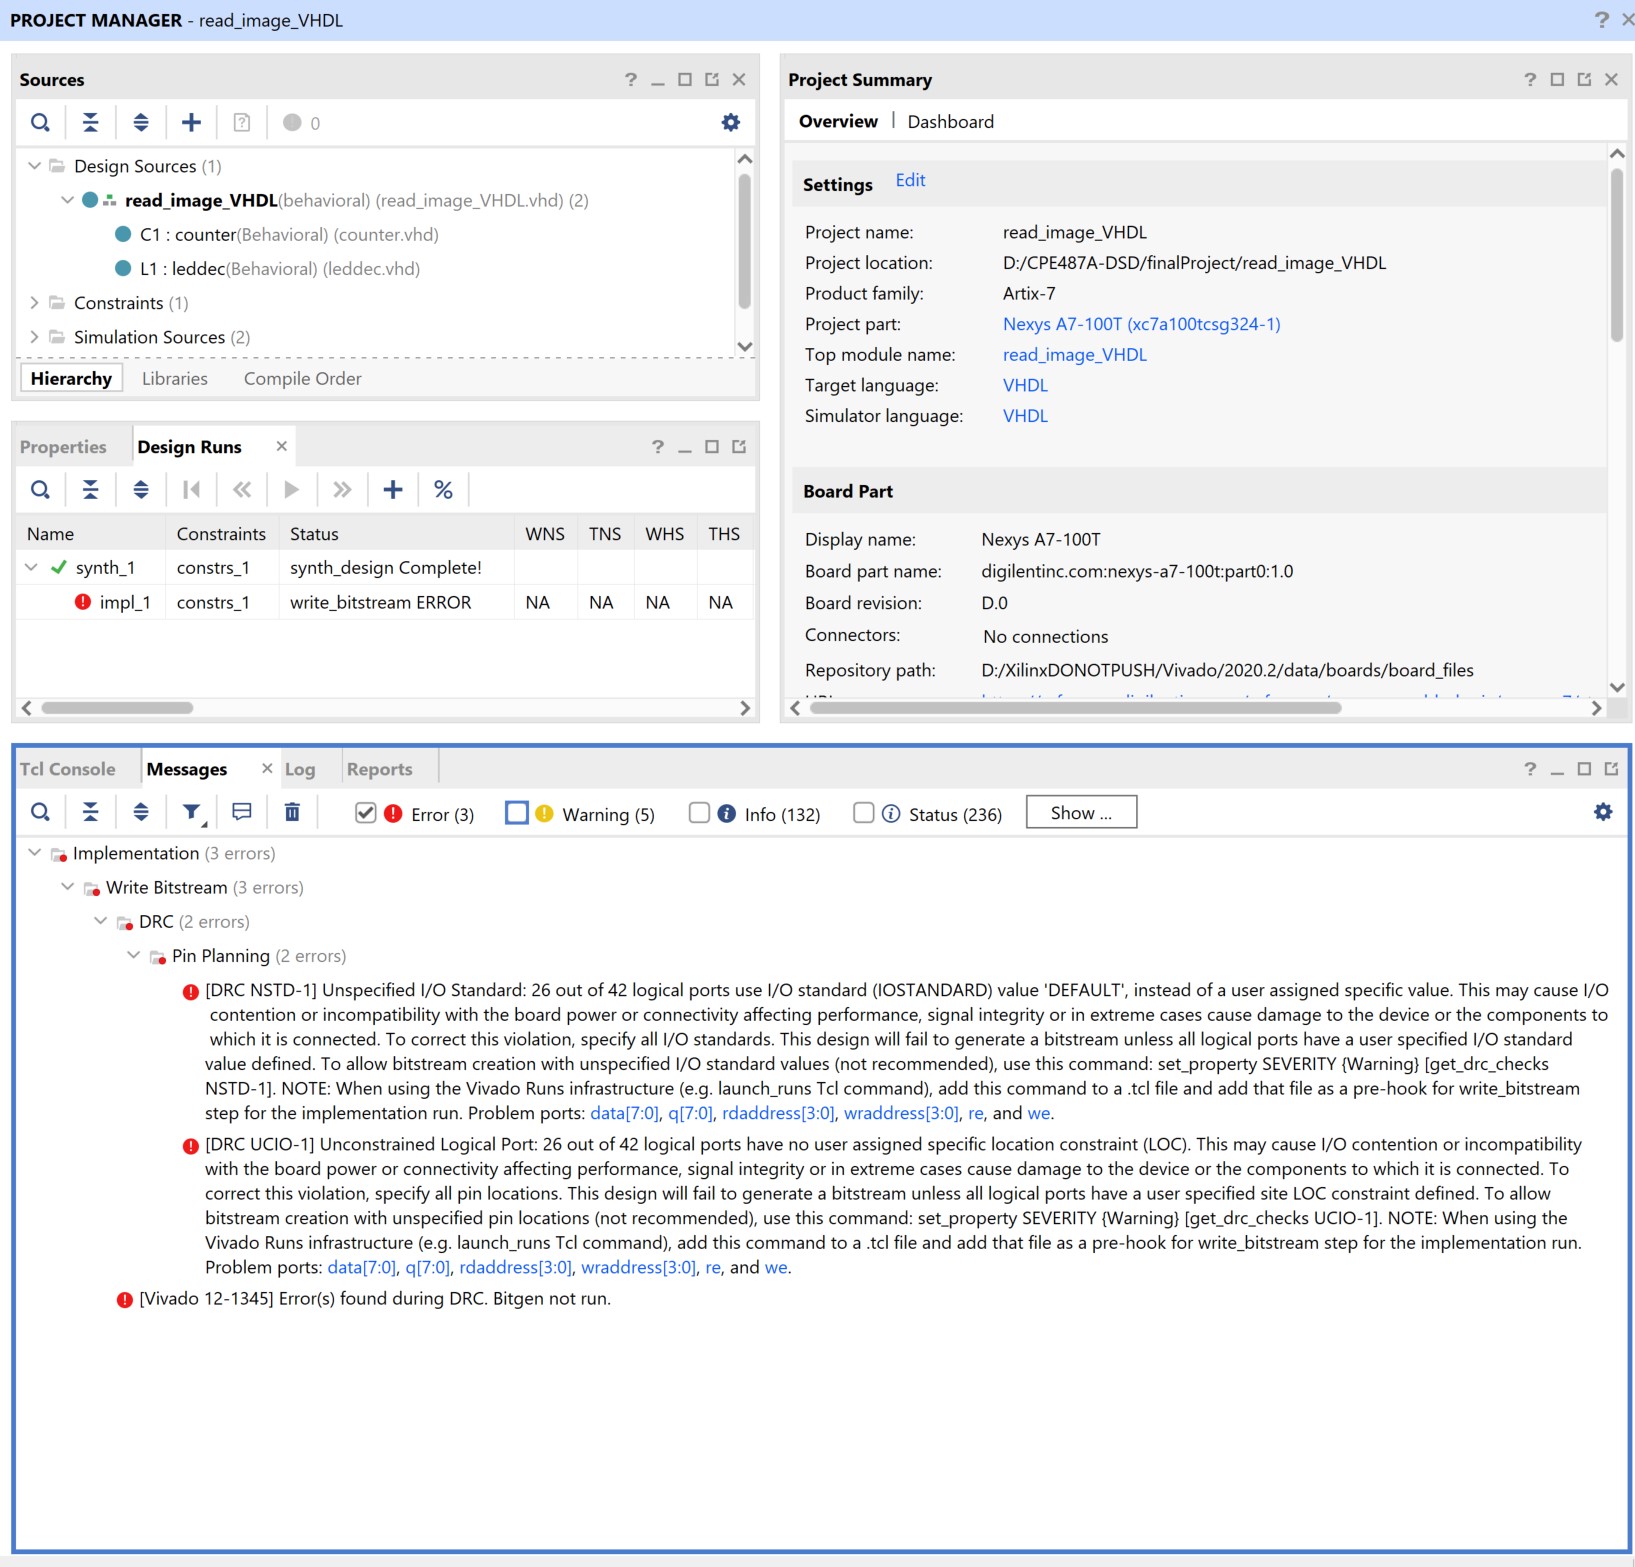 PROJECT MANAGER - read_image_VHDL
Sources
0
Design Sources (1)
read_image_VHDL(behavioral) (read_image_VHDL.vhd) (2)
C1 : counter(Behavioral) (counter.vhd)
L1 : leddec(Behavioral) (leddec.vhd)
Constraints (1)
Simulation Sources (2)
Hierarchy Libraries Compile Order
Properties Design Runs
%
Name Constraints Status WNS TNS WHS THS
synth_1 constrs_1 synth_design Complete!
impl_1 constrs_1 write_bitstream ERROR NA NA NA NA
Project Summary
Overview | Dashboard
Settings Edit
Project name: read_image_VHDL
Project location: D:/CPE487A-DSD/finalProject/read_image_VHDL
Product family: Artix-7
Project part: Nexys A7-100T (xc7a100tcsg324-1)
Top module name: read_image_VHDL
Target language: VHDL
Simulator language: VHDL
Board Part
Display name: Nexys A7-100T
Board part name: digilentinc.com:nexys-a7-100t:part0:1.0
Board revision: D.0
Connectors: No connections
Repository path: D:/XilinxDONOTPUSH/Vivado/2020.2/data/boards/board_files
Tcl Console Messages Log Reports
Error (3) Warning (5) Info (132) Status (236) Show ...
Implementation (3 errors)
Write Bitstream (3 errors)
DRC (2 errors)
Pin Planning (2 errors)
[DRC NSTD-1] Unspecified I/O Standard: 26 out of 42 logical ports use I/O standard (IOSTANDARD) value 'DEFAULT', instead of a user assigned specific value. This may cause I/O
contention or incompatibility with the board power or connectivity affecting performance, signal integrity or in extreme cases cause damage to the device or the components to
which it is connected. To correct this violation, specify all I/O standards. This design will fail to generate a bitstream unless all logical ports have a user specified I/O standard
value defined. To allow bitstream creation with unspecified I/O standard values (not recommended), use this command: set_property SEVERITY {Warning} [get_drc_checks
NSTD-1]. NOTE: When using the Vivado Runs infrastructure (e.g. launch_runs Tcl command), add this command to a .tcl file and add that file as a pre-hook for write_bitstream
step for the implementation run. Problem ports: data[7:0], q[7:0], rdaddress[3:0], wraddress[3:0], re, and we.
[DRC UCIO-1] Unconstrained Logical Port: 26 out of 42 logical ports have no user assigned specific location constraint (LOC). This may cause I/O contention or incompatibility
with the board power or connectivity affecting performance, signal integrity or in extreme cases cause damage to the device or the components to which it is connected. To
correct this violation, specify all pin locations. This design will fail to generate a bitstream unless all logical ports have a user specified site LOC constraint defined. To allow
bitstream creation with unspecified pin locations (not recommended), use this command: set_property SEVERITY {Warning} [get_drc_checks UCIO-1]. NOTE: When using the
Vivado Runs infrastructure (e.g. launch_runs Tcl command), add this command to a .tcl file and add that file as a pre-hook for write_bitstream step for the implementation run.
Problem ports: data[7:0], q[7:0], rdaddress[3:0], wraddress[3:0], re, and we.
[Vivado 12-1345] Error(s) found during DRC. Bitgen not run.